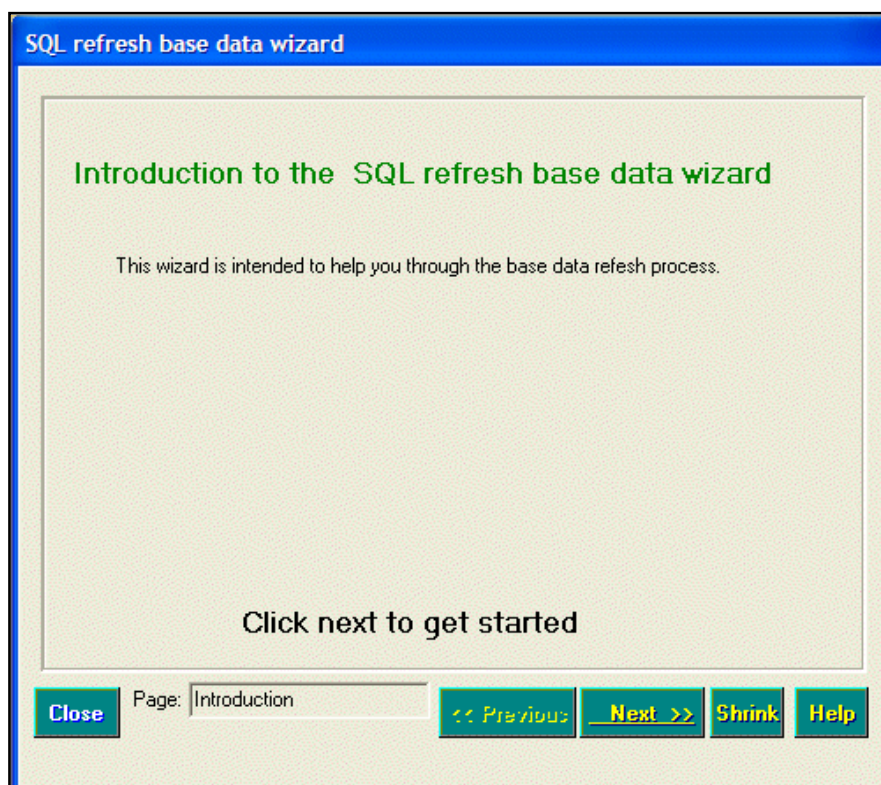 SQL refresh base data wizard
Introduction to the SQL refresh base data wizard
This wizard is intended to help you through the base data refesh process.
Click next to get started
Close
Page: Introduction
<< Previous
Next >>
Shrink
Help